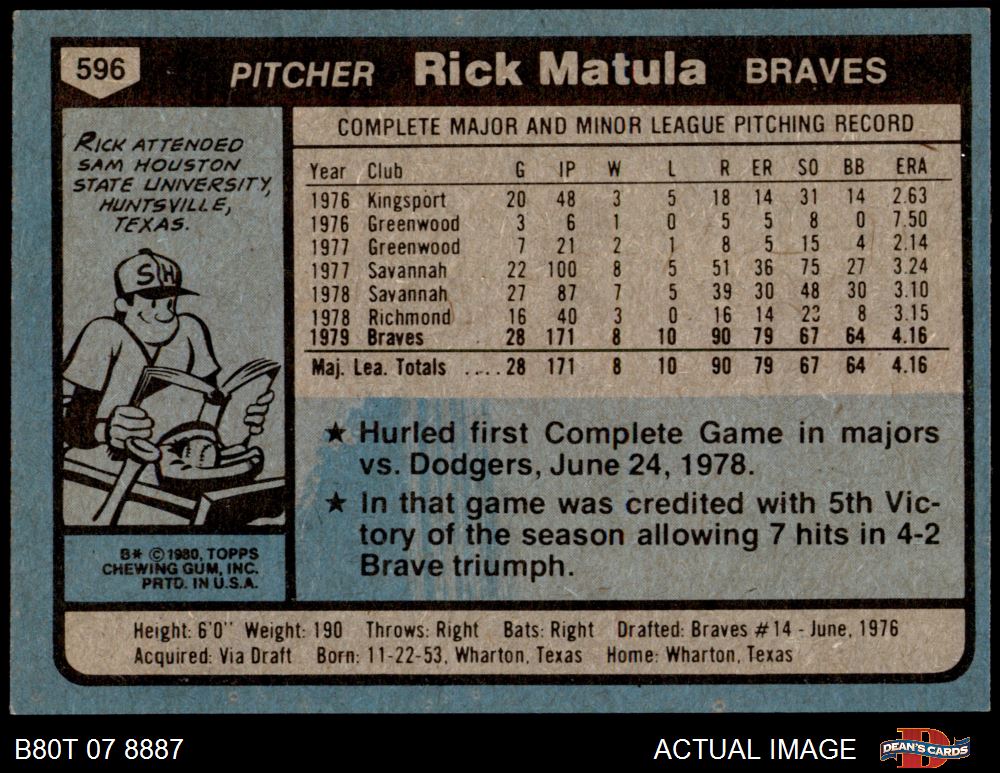 596 PITCHER Rick Matula BRAVES
RICK ATTENDED
SAM HOUSTON
STATE UNIVERSITY,
HUNTSVILLE,
TEXAS.
SH
B* © 1980, TOPPS
CHEWING GUM, INC.
PRTD. IN U.S.A.
COMPLETE MAJOR AND MINOR LEAGUE PITCHING RECORD
Year Club G IP W L R ER SO BB ERA
1976 Kingsport 20 48 3 5 18 14 31 14 2.63
1976 Greenwood 3 6 1 0 5 5 8 0 7.50
1977 Greenwood 7 21 2 1 8 5 15 4 2.14
1977 Savannah 22 100 8 5 51 36 75 27 3.24
1978 Savannah 27 87 7 5 39 30 48 30 3.10
1978 Richmond 16 40 3 0 16 14 23 8 3.15
1979 Braves 28 171 8 10 90 79 67 64 4.16
Maj. Lea. Totals ....28 171 8 10 90 79 67 64 4.16
★ Hurled first Complete Game in majors
vs. Dodgers, June 24, 1978.
★ In that game was credited with 5th Vic-
tory of the season allowing 7 hits in 4-2
Brave triumph.
Height: 6'0" Weight: 190 Throws: Right Bats: Right Drafted: Braves #14 - June, 1976
Acquired: Via Draft Born: 11-22-53, Wharton, Texas Home: Wharton, Texas
B80T 07 8887 ACTUAL IMAGE DEAN'S CARDS